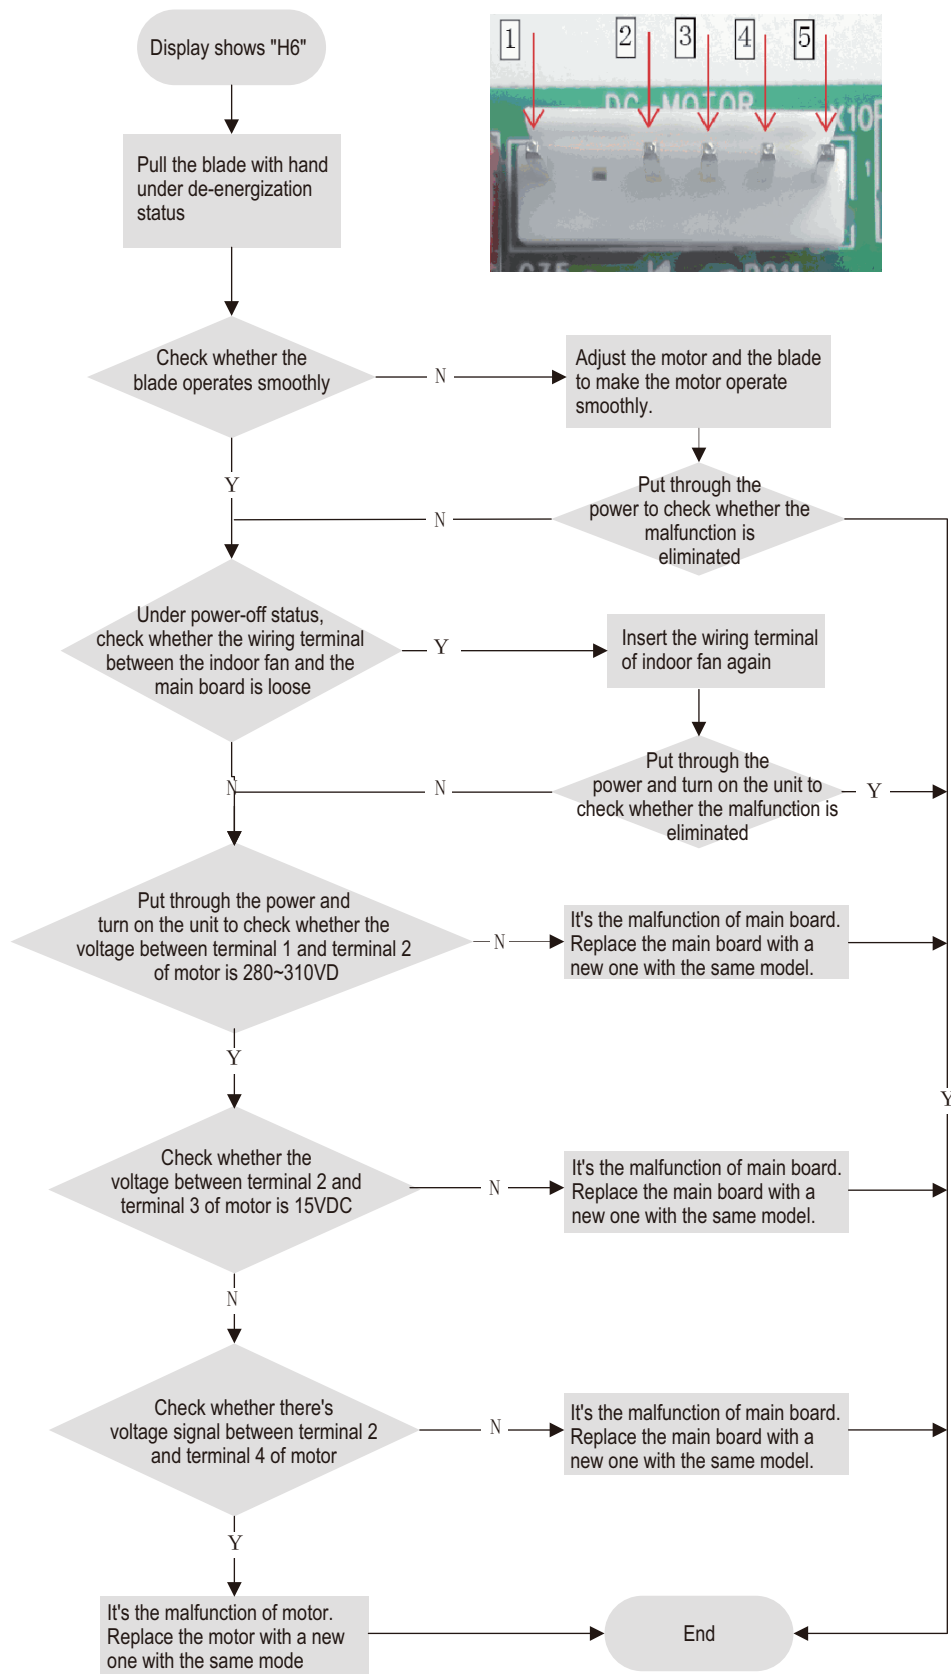 Display shows "H6"
1
2
3
4
5
DC MOTOR
X10
1
Pull the blade with hand
under de-energization
status
Check whether the
blade operates smoothly
N
Adjust the motor and the blade
to make the motor operate
smoothly.
Y
Put through the
power to check whether the
malfunction is
eliminated
N
Under power-off status,
check whether the wiring terminal
between the indoor fan and the
main board is loose
Y
Insert the wiring terminal
of indoor fan again
N
Put through the
power and turn on the unit to
check whether the malfunction is
eliminated
N
Y
Put through the power and
turn on the unit to check whether the
voltage between terminal 1 and terminal 2
of motor is 280~310VD
N
It's the malfunction of main board.
Replace the main board with a
new one with the same model.
Y
Y
Check whether the
voltage between terminal 2 and
terminal 3 of motor is 15VDC
N
It's the malfunction of main board.
Replace the main board with a
new one with the same model.
N
Check whether there's
voltage signal between terminal 2
and terminal 4 of motor
N
It's the malfunction of main board.
Replace the main board with a
new one with the same model.
Y
It's the malfunction of motor.
Replace the motor with a new
one with the same mode
End